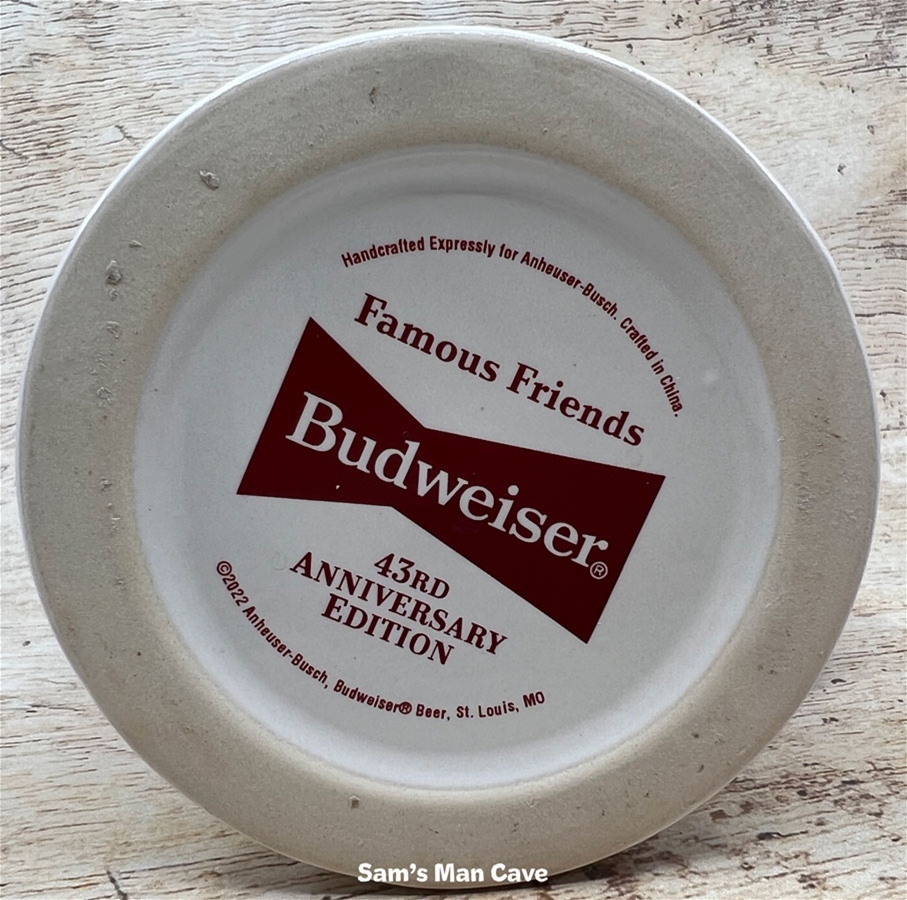 Handcrafted Expressly for Anheuser-Busch. Crafted in China.
Famous Friends
Budweiser®
43RD
ANNIVERSARY
EDITION
©2022 Anheuser-Busch, Budweiser® Beer, St. Louis, MO
Sam's Man Cave